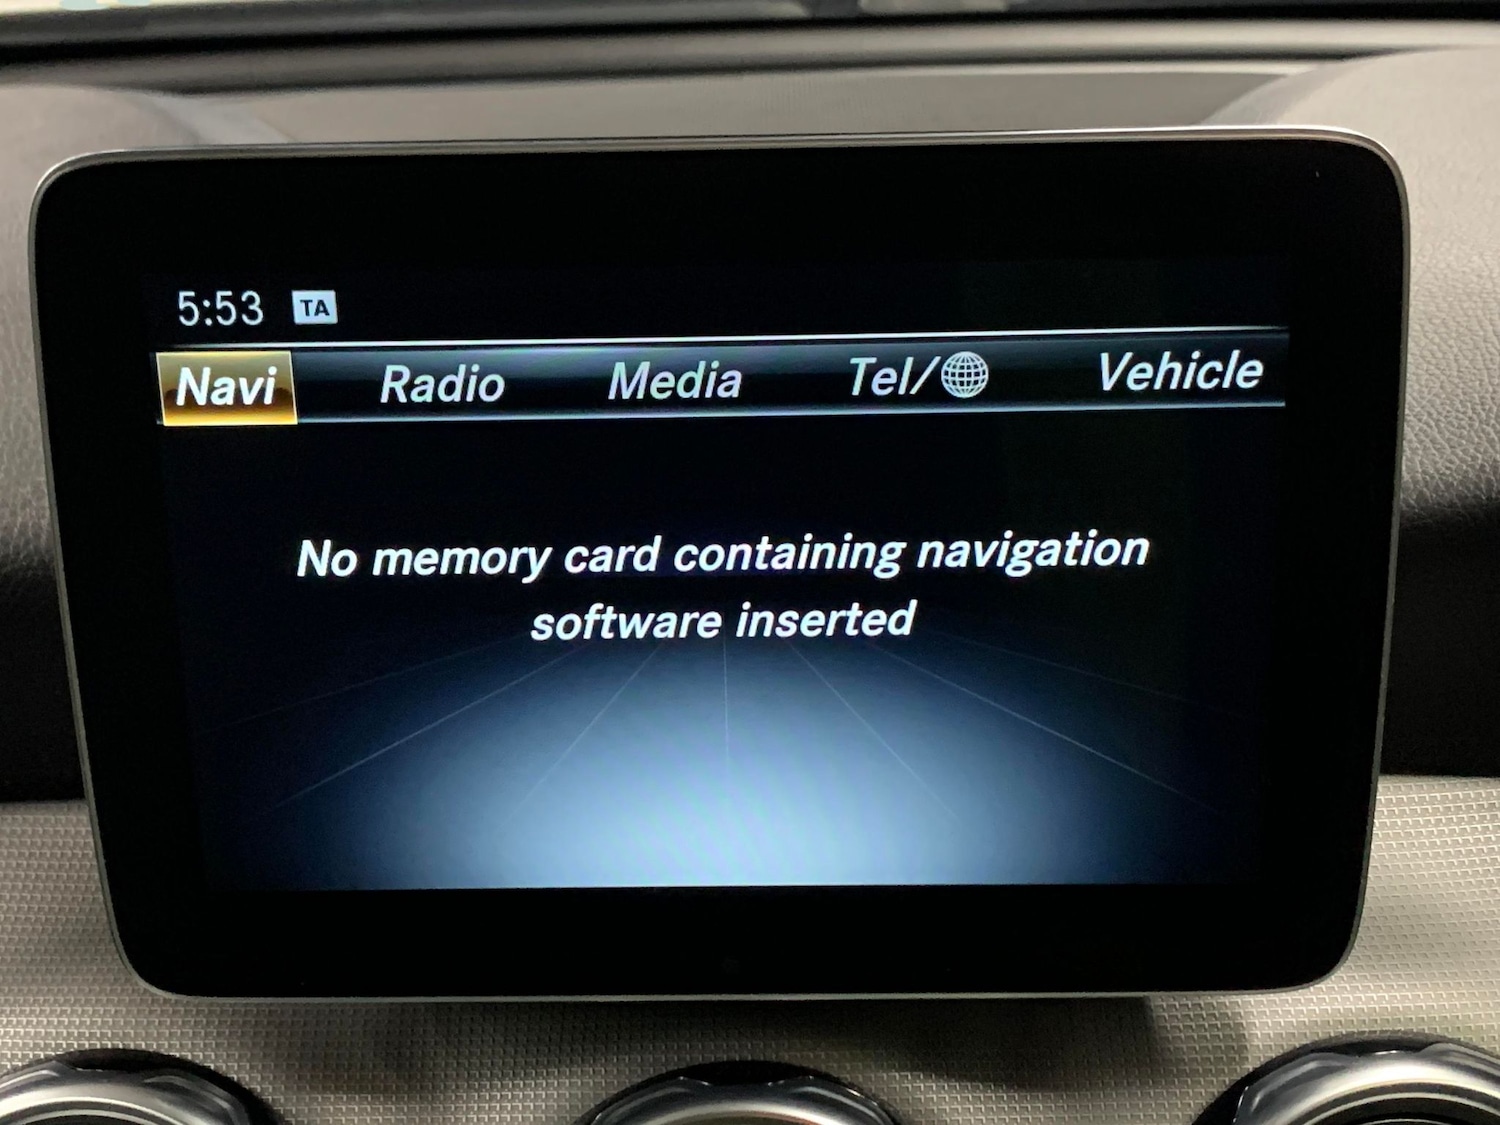 5:53 TA
Navi Radio Media Tel/ Vehicle
No memory card containing navigation
software inserted